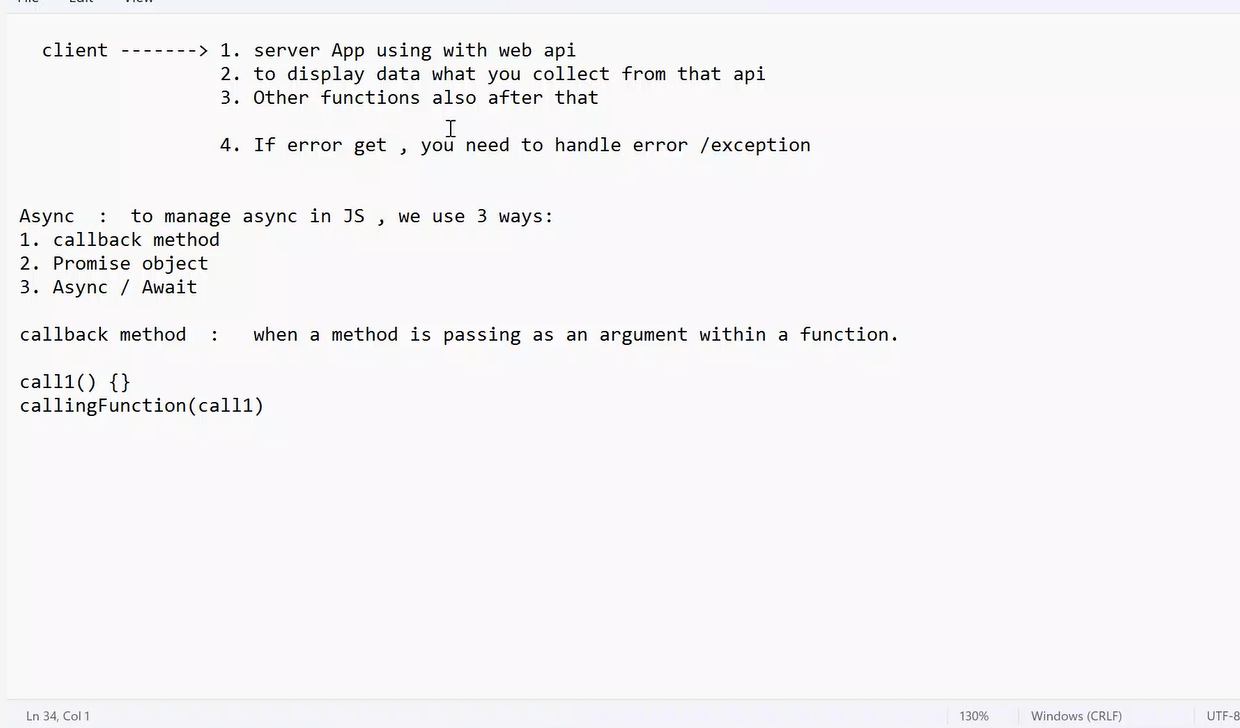 File Edit View
client -------> 1. server App using with web api
2. to display data what you collect from that api
3. Other functions also after that
4. If error get , you need to handle error /exception
Async : to manage async in JS , we use 3 ways:
1. callback method
2. Promise object
3. Async / Await
callback method : when a method is passing as an argument within a function.
call1() {}
callingFunction(call1)
Ln 34, Col 1 130% Windows (CRLF) UTF-8